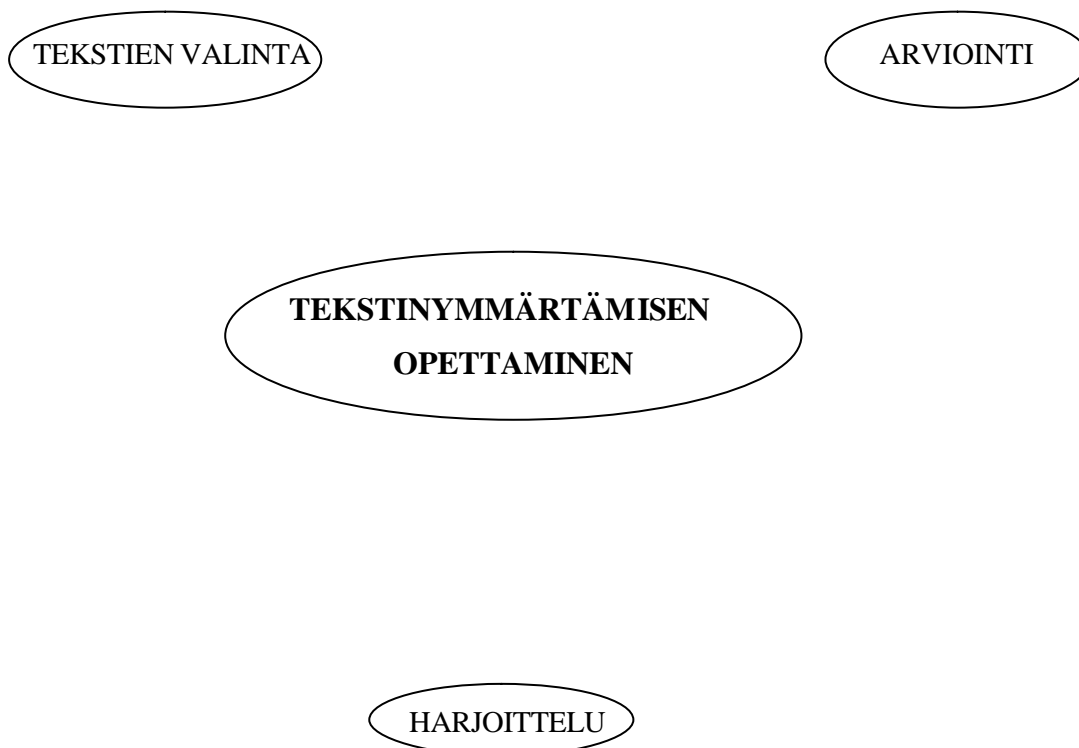 TEKSTIEN VALINTA
ARVIOINTI
TEKSTINYMMÄRTÄMISEN
OPETTAMINEN
HARJOITTELU